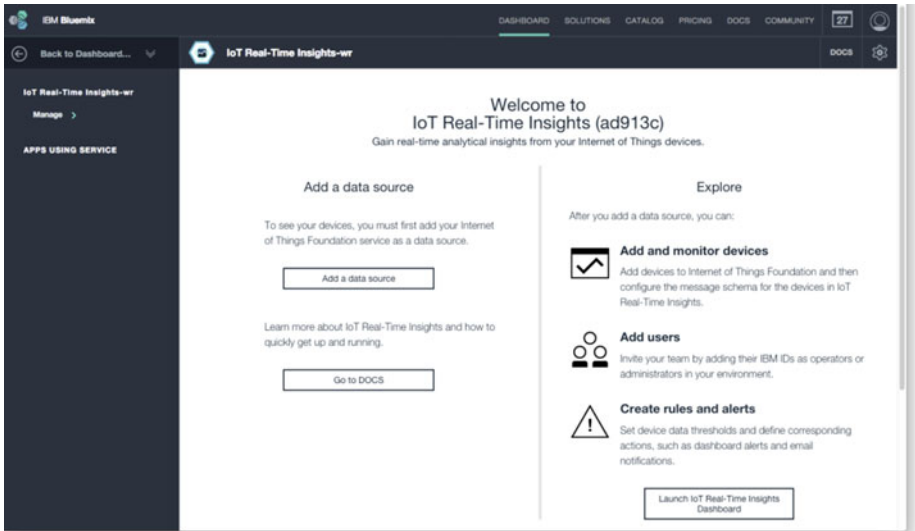 IBM Bluemix
DASHBOARD SOLUTIONS CATALOG PRICING DOCS COMMUNITY 27
Back to Dashboard...
IoT Real-Time Insights-wr
DOCS
IoT Real-Time Insights-wr
Manage
APPS USING SERVICE
Welcome to
IoT Real-Time Insights (ad913c)
Gain real-time analytical insights from your Internet of Things devices.
Add a data source
To see your devices, you must first add your Internet
of Things Foundation service as a data source.
Add a data source
Learn more about IoT Real-Time Insights and how to
quickly get up and running.
Go to DOCS
Explore
After you add a data source, you can:
Add and monitor devices
Add devices to Internet of Things Foundation and then
configure the message schema for the devices in IoT
Real-Time Insights.
Add users
Invite your team by adding their IBM IDs as operators or
administrators in your environment.
Create rules and alerts
Set device data thresholds and define corresponding
actions, such as dashboard alerts and email
notifications.
Launch IoT Real-Time Insights
Dashboard